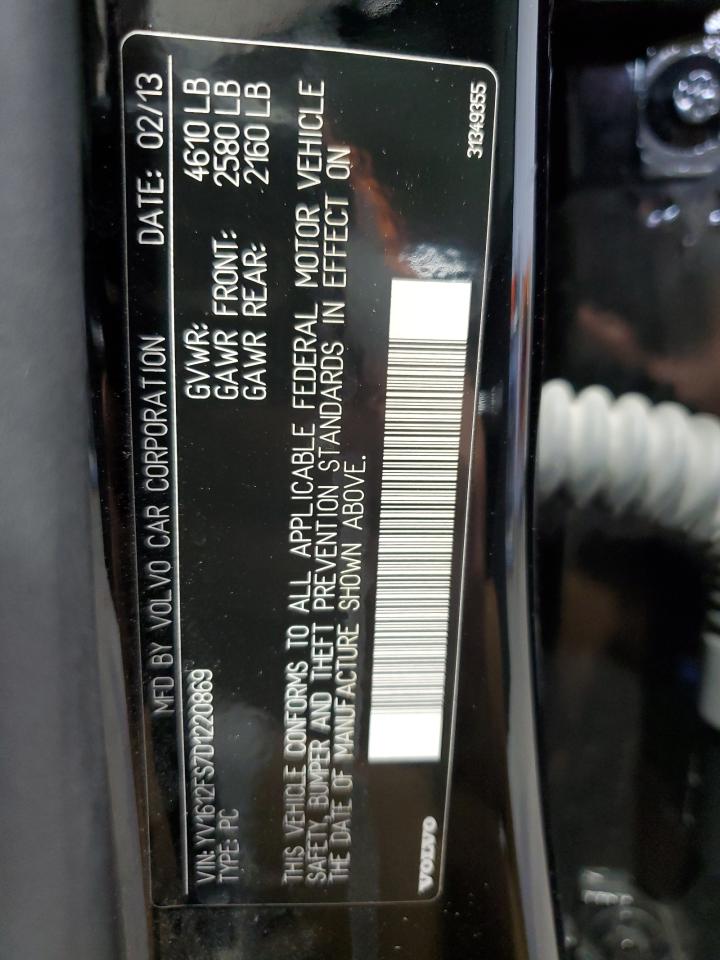 MFD BY VOLVO CAR CORPORATION DATE: 02/13
VIN: YV1612FS7D1220869 GVWR: 4610 LB
TYPE: PC GAWR FRONT: 2580 LB
GAWR REAR: 2160 LB
THIS VEHICLE CONFORMS TO ALL APPLICABLE FEDERAL MOTOR VEHICLE
SAFETY, BUMPER AND THEFT PREVENTION STANDARDS IN EFFECT ON
THE DATE OF MANUFACTURE SHOWN ABOVE.
VOLVO 31349355